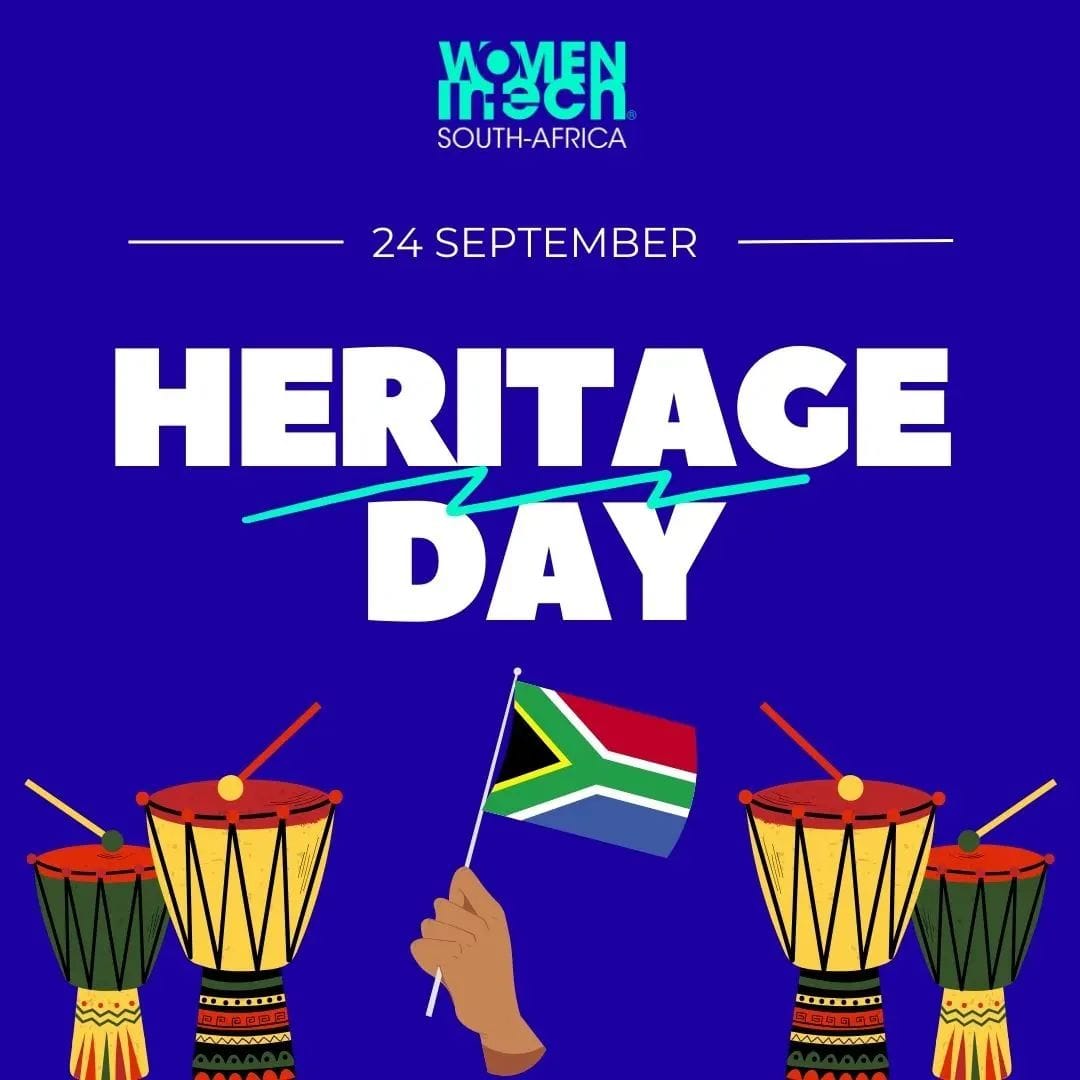 WOMEN
in tech®
SOUTH-AFRICA
24 SEPTEMBER
HERITAGE
DAY